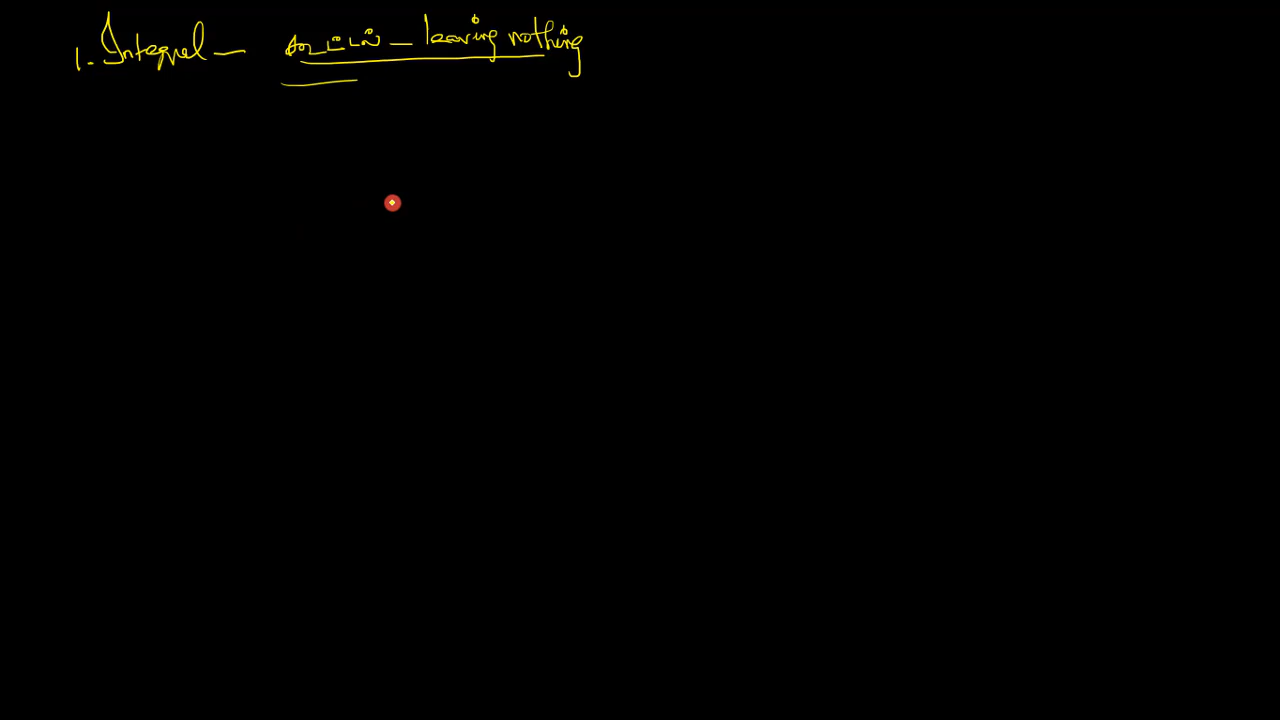 1. Integral — — leaving nothing